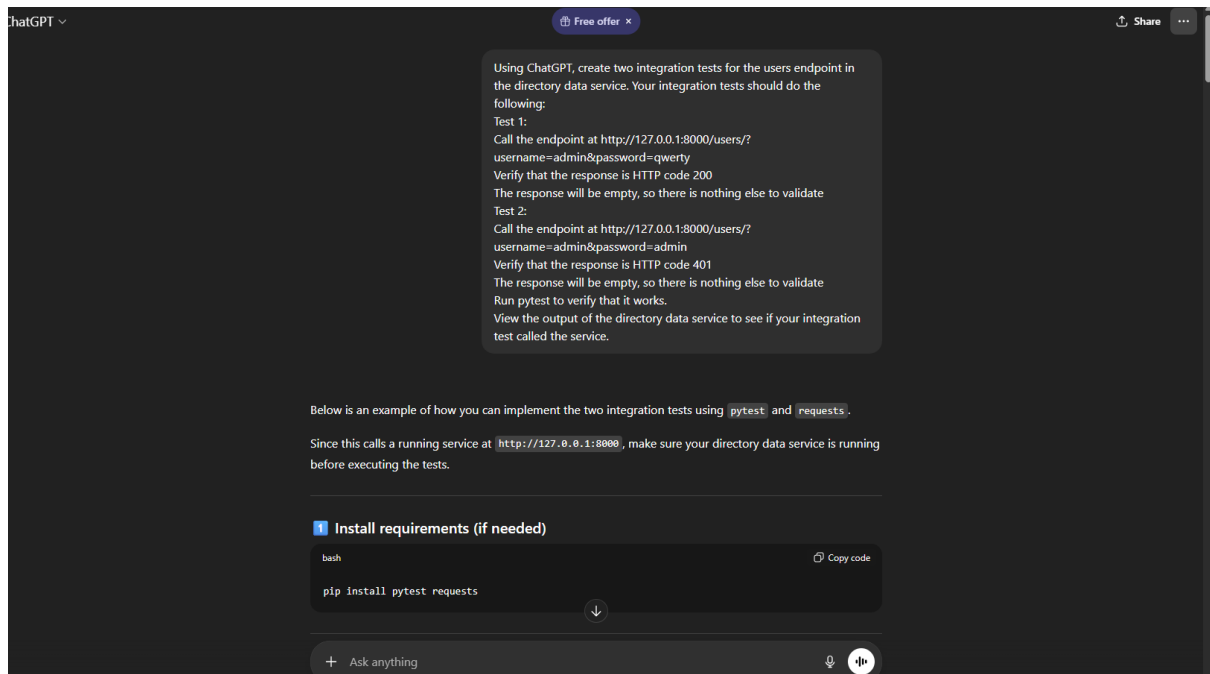 ChatGPT
Free offer ×
Share
Using ChatGPT, create two integration tests for the users endpoint in
the directory data service. Your integration tests should do the
following:
Test 1:
Call the endpoint at http://127.0.0.1:8000/users/?
username=admin&password=qwerty
Verify that the response is HTTP code 200
The response will be empty, so there is nothing else to validate
Test 2:
Call the endpoint at http://127.0.0.1:8000/users/?
username=admin&password=admin
Verify that the response is HTTP code 401
The response will be empty, so there is nothing else to validate
Run pytest to verify that it works.
View the output of the directory data service to see if your integration
test called the service.
Below is an example of how you can implement the two integration tests using pytest and requests.
Since this calls a running service at http://127.0.0.1:8000, make sure your directory data service is running
before executing the tests.
1 Install requirements (if needed)
bash
Copy code
pip install pytest requests
Ask anything